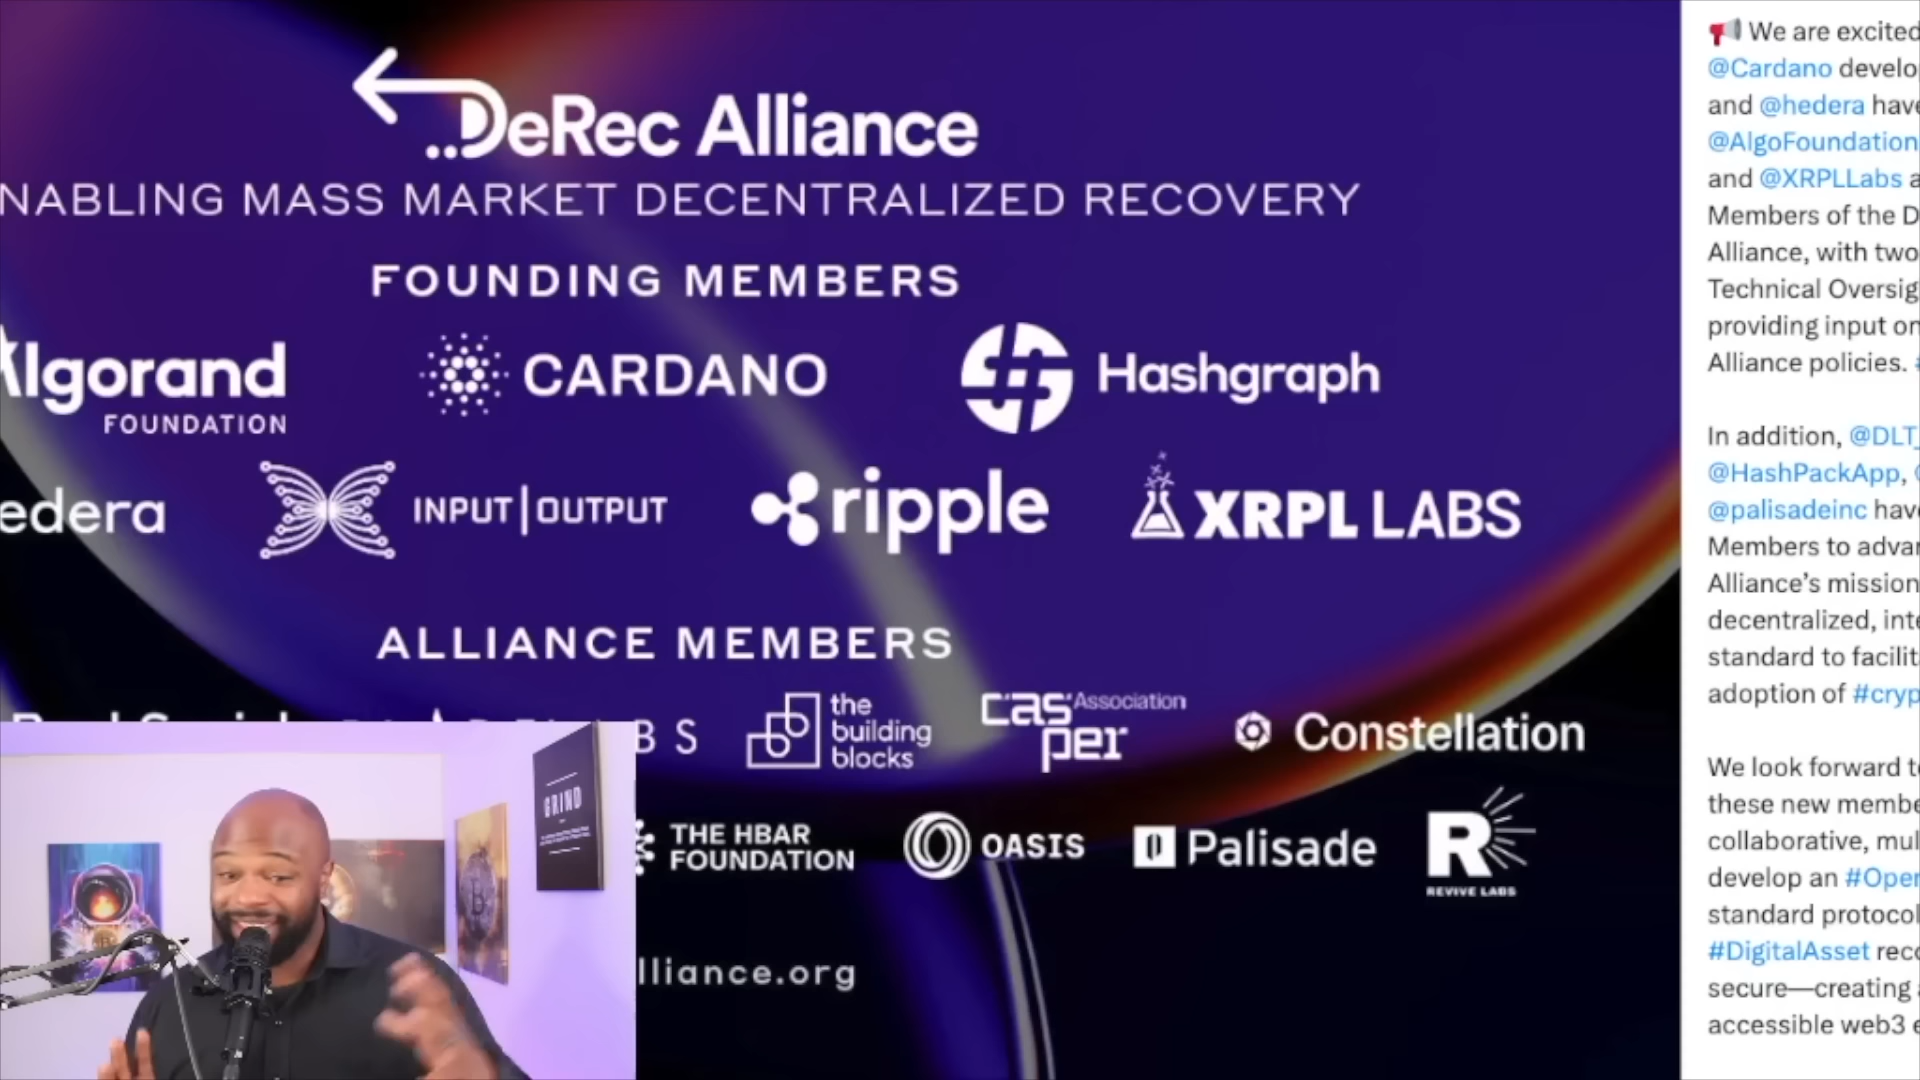 DeRec Alliance
NABLING MASS MARKET DECENTRALIZED RECOVERY
FOUNDING MEMBERS
Algorand
FOUNDATION
CARDANO
Hashgraph
edera
INPUT|OUTPUT
ripple
XRPL LABS
ALLIANCE MEMBERS
B S
the
building
blocks
casper Association
Constellation
THE HBAR
FOUNDATION
OASIS
Palisade
R
REVIVE LABS
lliance.org
GRIND
We are excited
@Cardano develo
and @hedera have
@AlgoFoundation
and @XRPLLabs a
Members of the D
Alliance, with two
Technical Oversig
providing input on
Alliance policies. #
In addition, @DLT_
@HashPackApp, @
@palisadeinc have
Members to advan
Alliance's mission
decentralized, inte
standard to facilit
adoption of #cryp
We look forward to
these new membe
collaborative, mul
develop an #Open
standard protocol
#DigitalAsset reco
secure—creating a
accessible web3 e